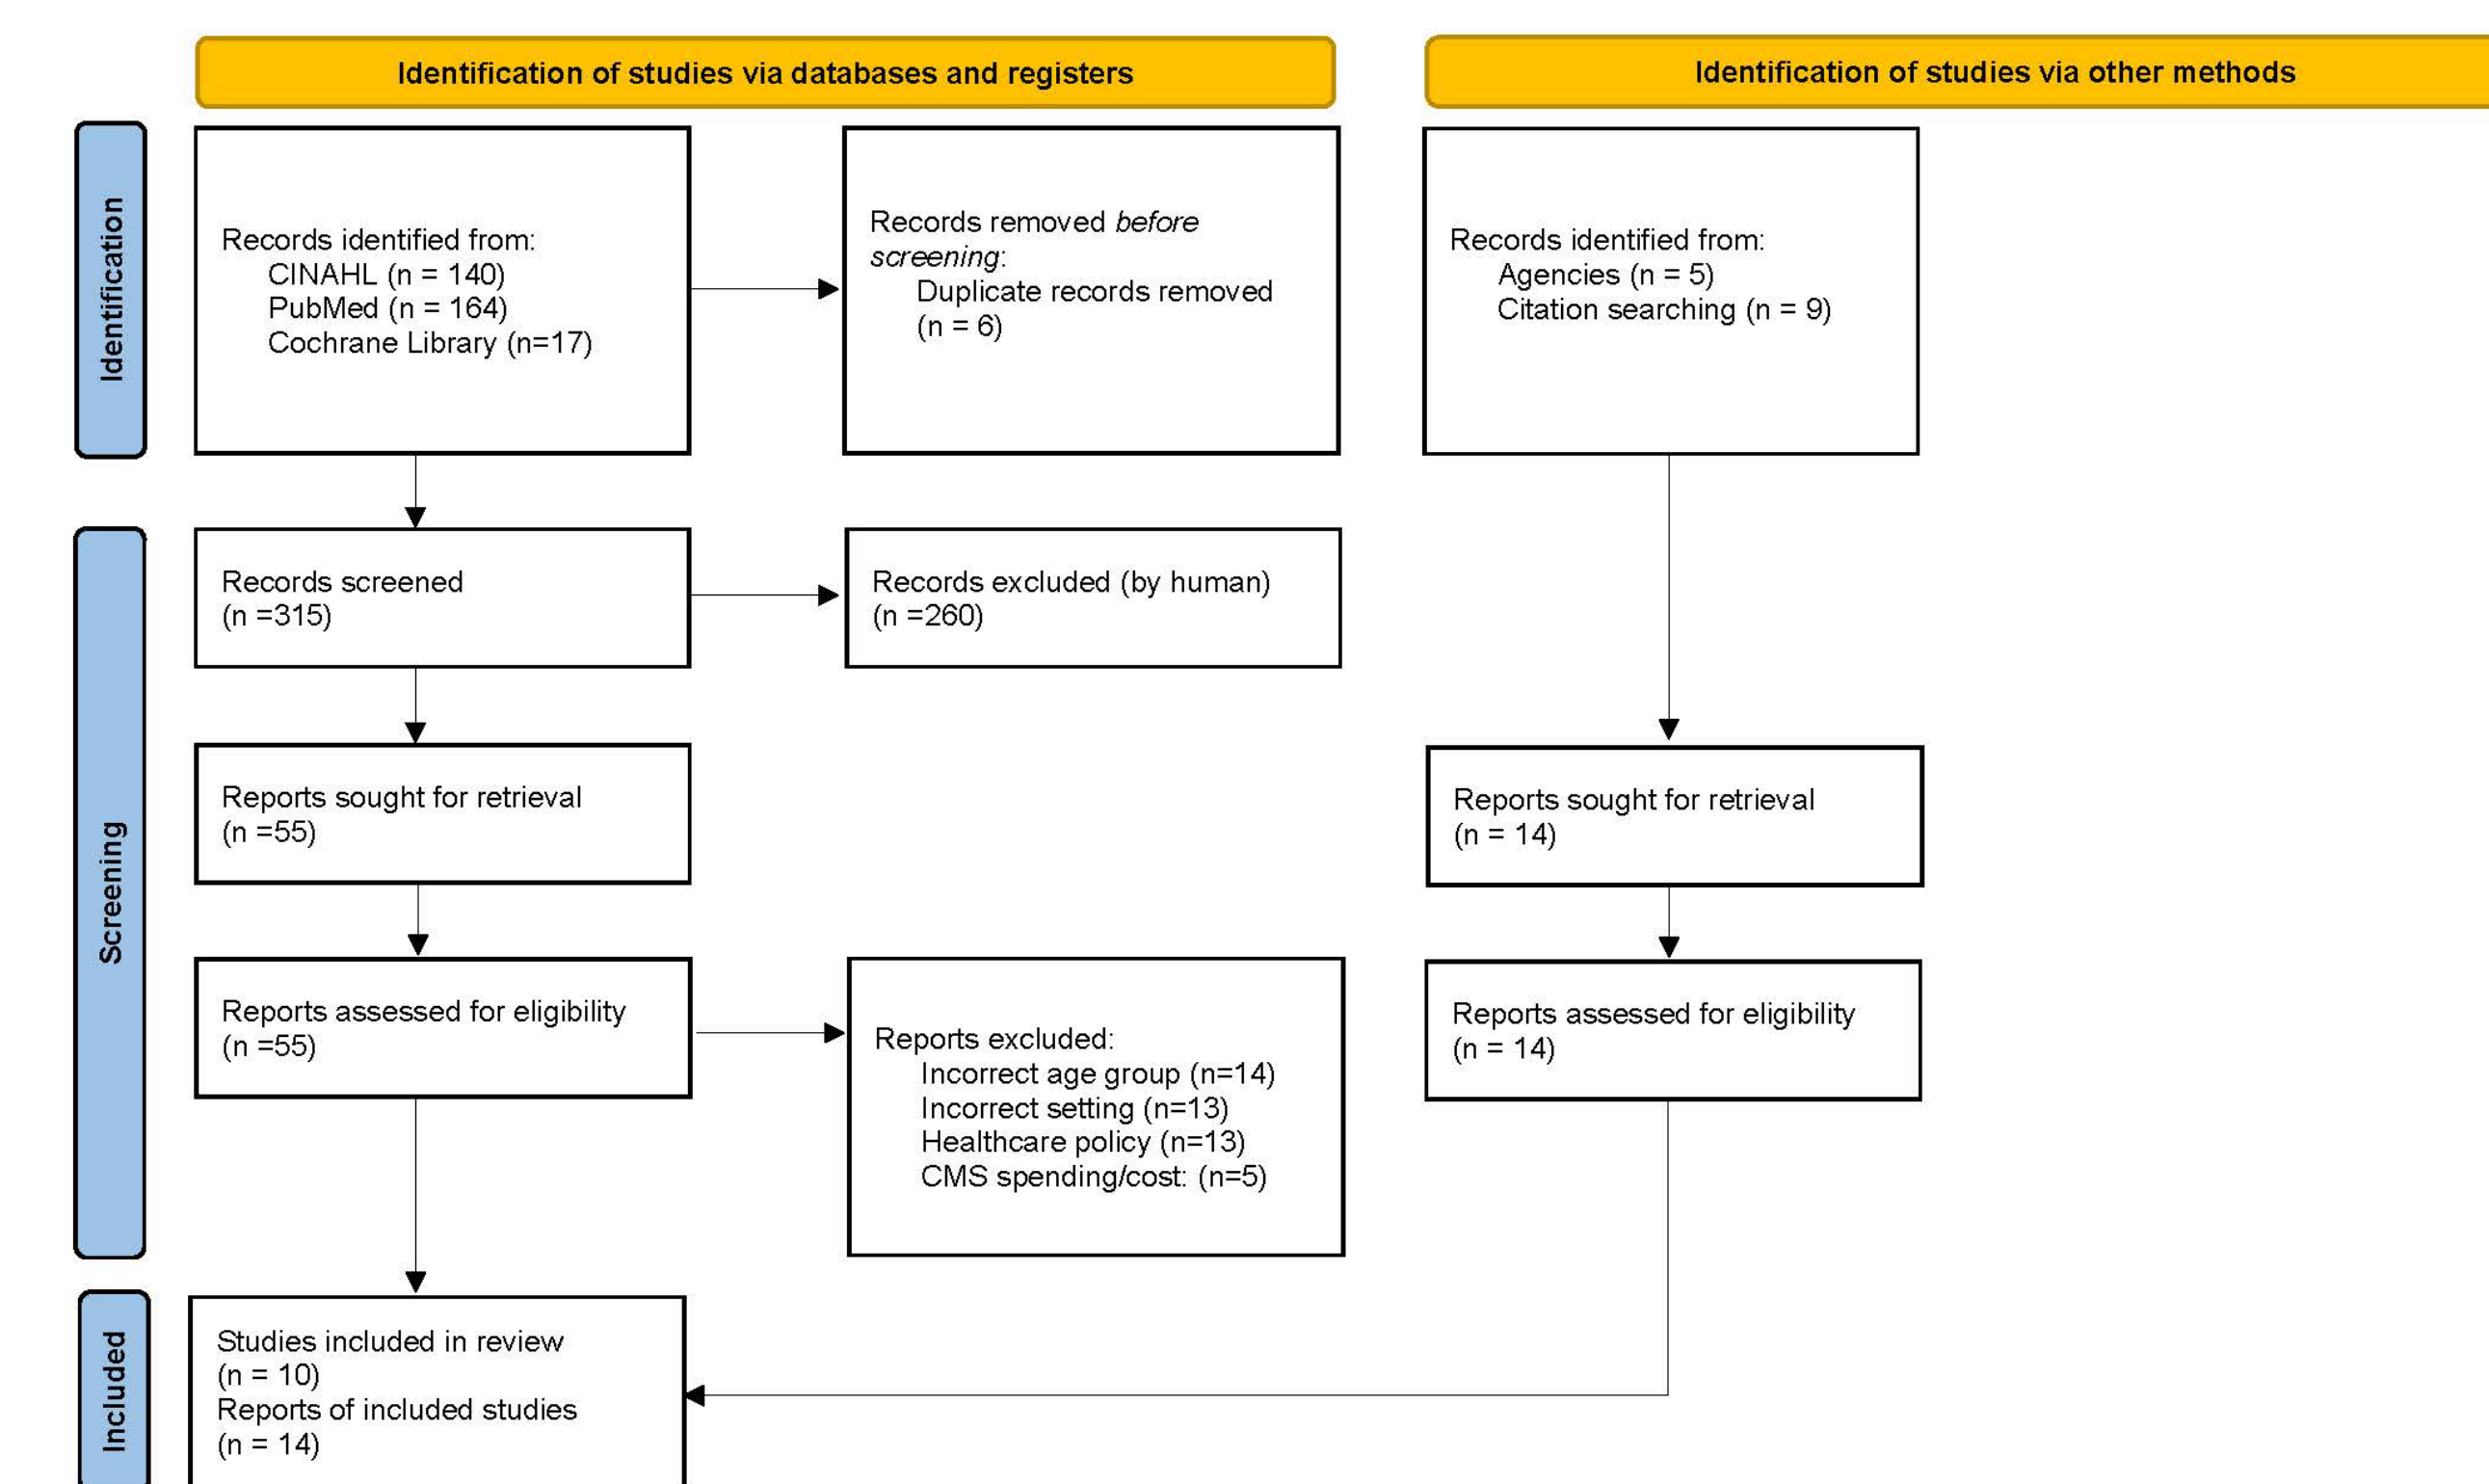 Identification of studies via databases and registers
Identification of studies via other methods
Identification
Records identified from:
CINAHL (n = 140)
PubMed (n = 164)
Cochrane Library (n=17)
Records removed before
screening:
Duplicate records removed
(n = 6)
Records identified from:
Agencies (n = 5)
Citation searching (n = 9)
Screening
Records screened
(n =315)
Records excluded (by human)
(n =260)
Reports sought for retrieval
(n =55)
Reports sought for retrieval
(n = 14)
Reports assessed for eligibility
(n =55)
Reports excluded:
Incorrect age group (n=14)
Incorrect setting (n=13)
Healthcare policy (n=13)
CMS spending/cost: (n=5)
Reports assessed for eligibility
(n = 14)
Included
Studies included in review
(n = 10)
Reports of included studies
(n = 14)